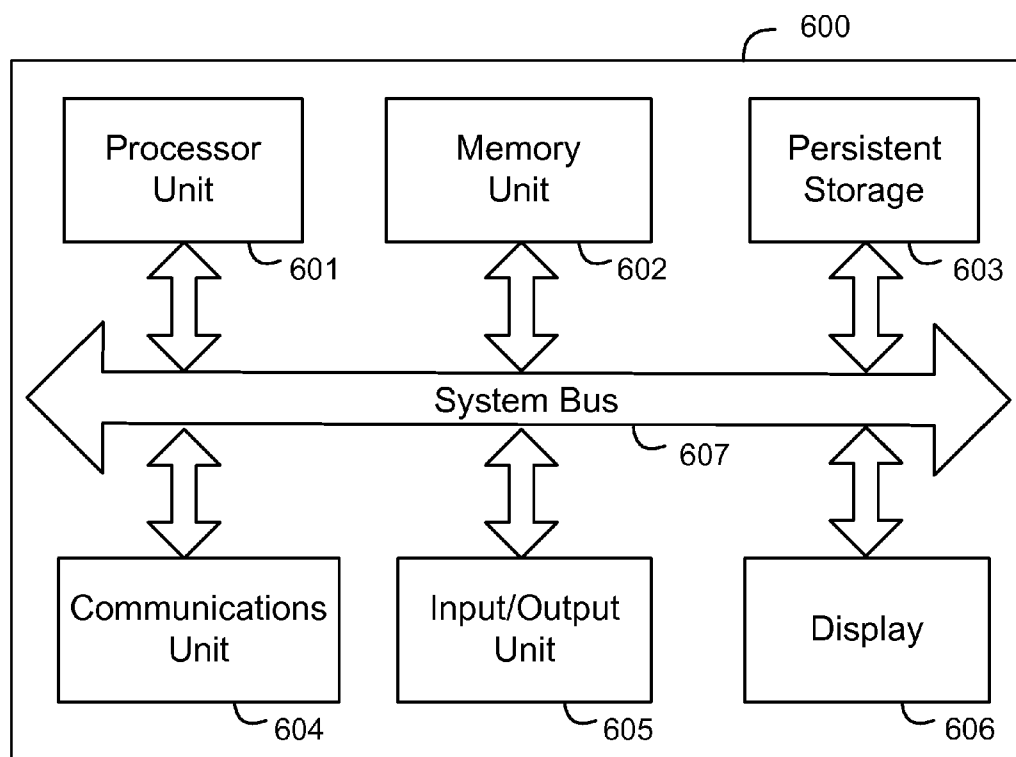 600
Processor
Unit
601
Memory
Unit
602
Persistent
Storage
603
System Bus
607
Communications
Unit
604
Input/Output
Unit
605
Display
606